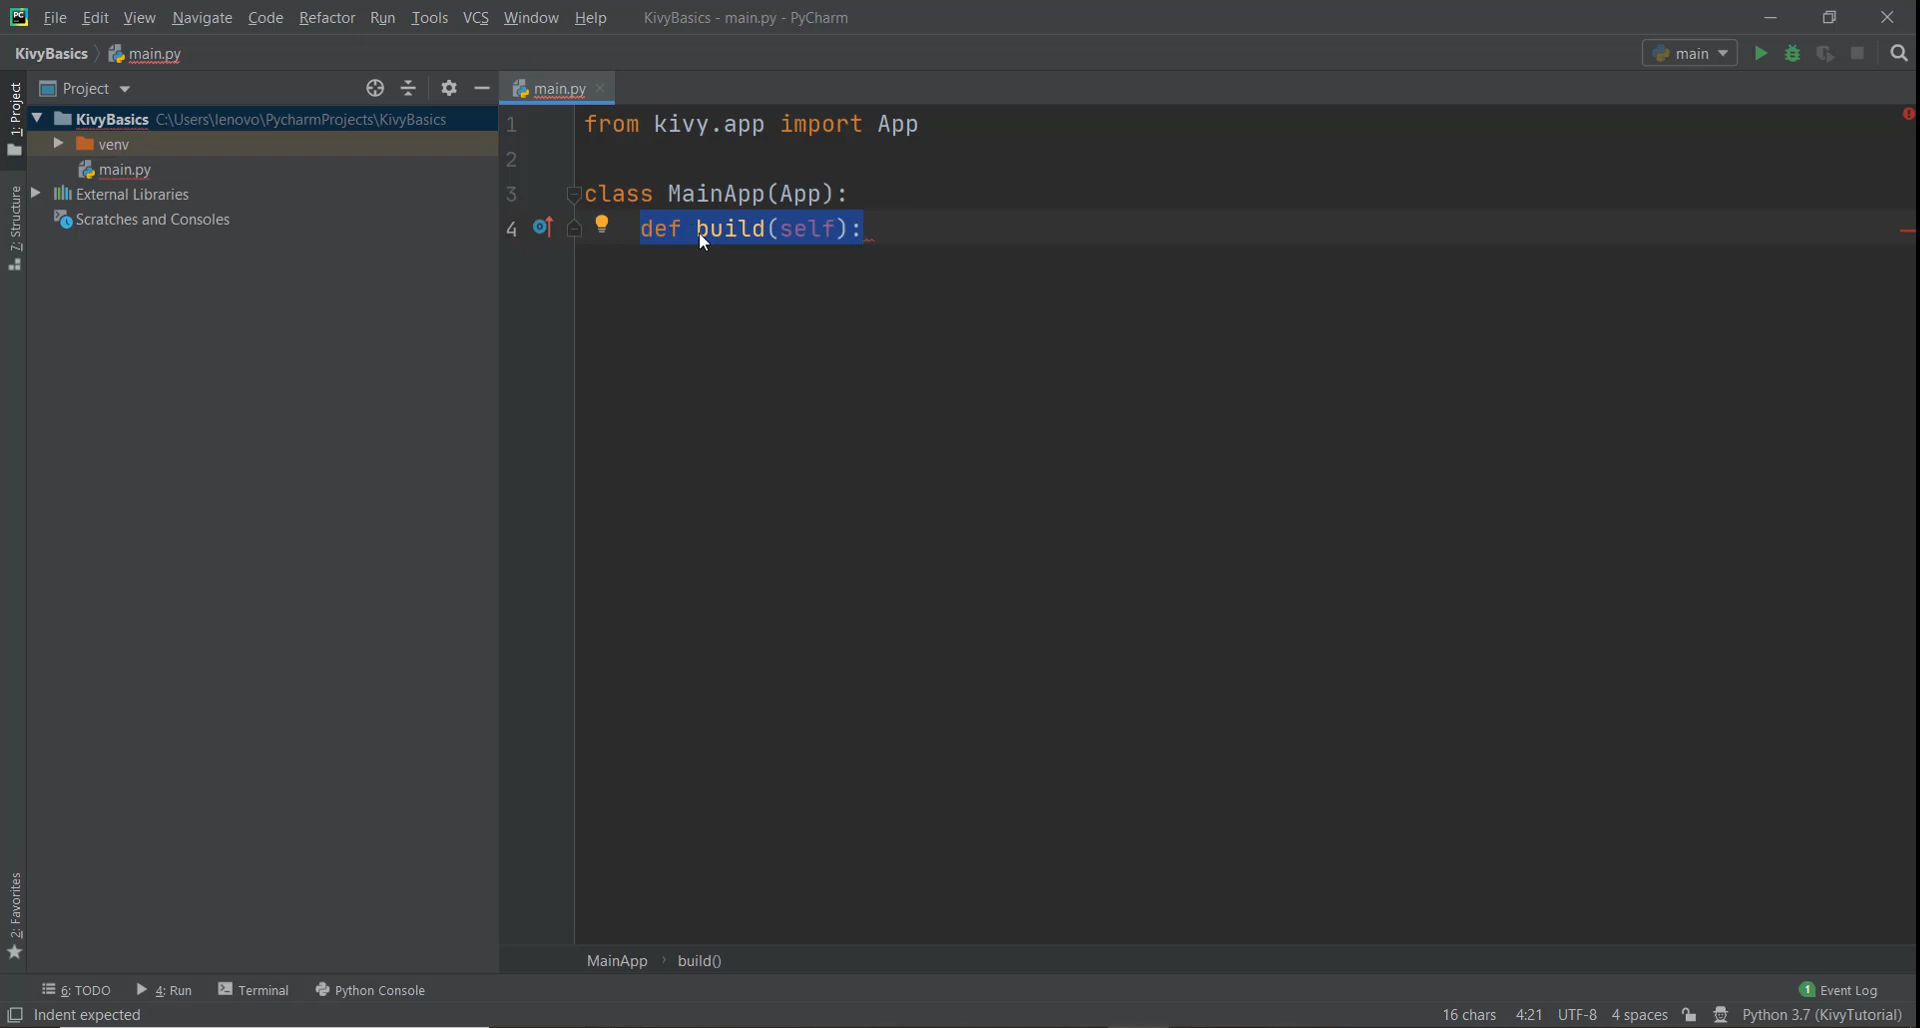 PC File Edit View Navigate Code Refactor Run Tools VCS Window Help KivyBasics - main.py - PyCharm
KivyBasics main.py main
1: Project
7: Structure
2: Favorites
Project
KivyBasics C:\Users\lenovo\PycharmProjects\KivyBasics
venv
main.py
External Libraries
Scratches and Consoles
main.py
1 from kivy.app import App
2
3 class MainApp(App):
4 def build(self):
MainApp build()
6: TODO 4: Run Terminal Python Console 1 Event Log
Indent expected 16 chars 4:21 UTF-8 4 spaces Python 3.7 (KivyTutorial)